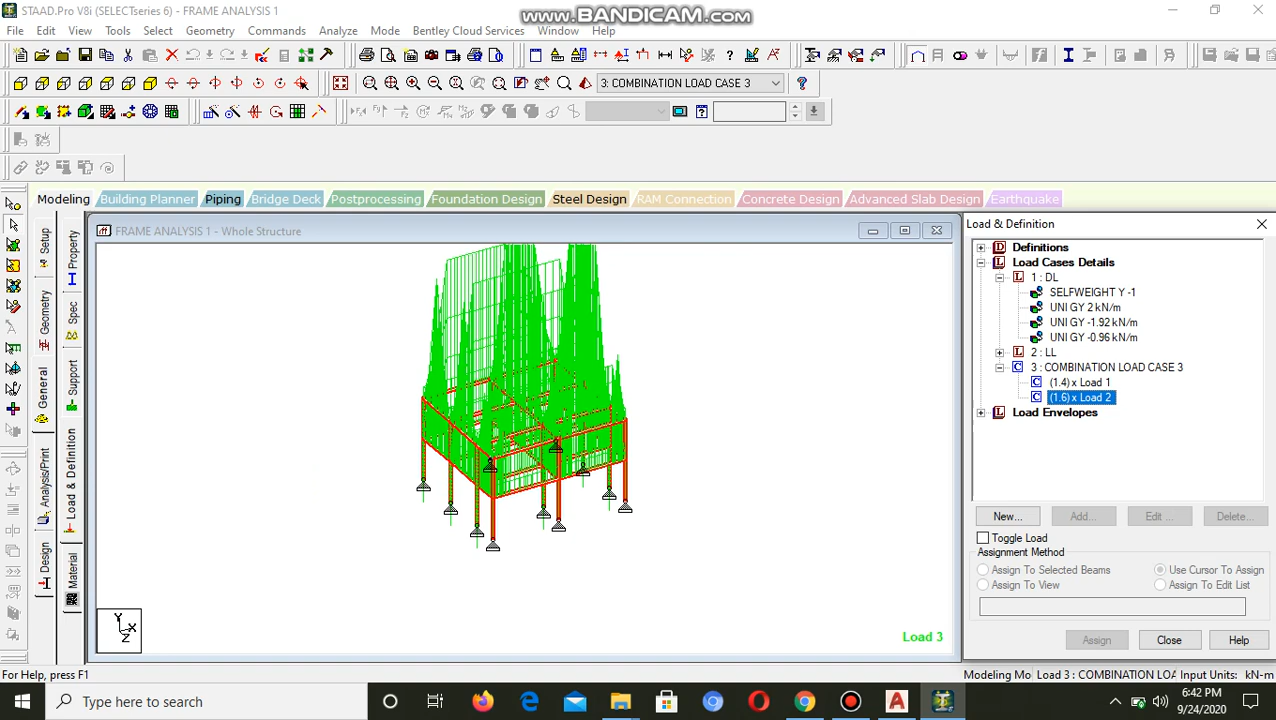 STAAD.Pro V8i (SELECTseries 6) - FRAME ANALYSIS 1
www.BANDICAM.com
File Edit View Tools Select Geometry Commands Analyze Mode Bentley Cloud Services Window Help
3: COMBINATION LOAD CASE 3
Modeling Building Planner Piping Bridge Deck Postprocessing Foundation Design Steel Design RAM Connection Concrete Design Advanced Slab Design Earthquake
Setup
Geometry
General
Analysis/Print
Design
Property
Spec
Support
Load & Definition
Material
FRAME ANALYSIS 1 - Whole Structure
Y
X
Z
Load 3
Load & Definition
Definitions
Load Cases Details
1 : DL
SELFWEIGHT Y -1
UNI GY 2 kN/m
UNI GY -1.92 kN/m
UNI GY -0.96 kN/m
2 : LL
3 : COMBINATION LOAD CASE 3
(1.4) x Load 1
(1.6) x Load 2
Load Envelopes
New... Add... Edit ... Delete...
Toggle Load
Assignment Method
Assign To Selected Beams Use Cursor To Assign
Assign To View Assign To Edit List
Assign Close Help
For Help, press F1
Modeling Mo Load 3 : COMBINATION LOA Input Units: kN-m
Type here to search
6:42 PM
9/24/2020